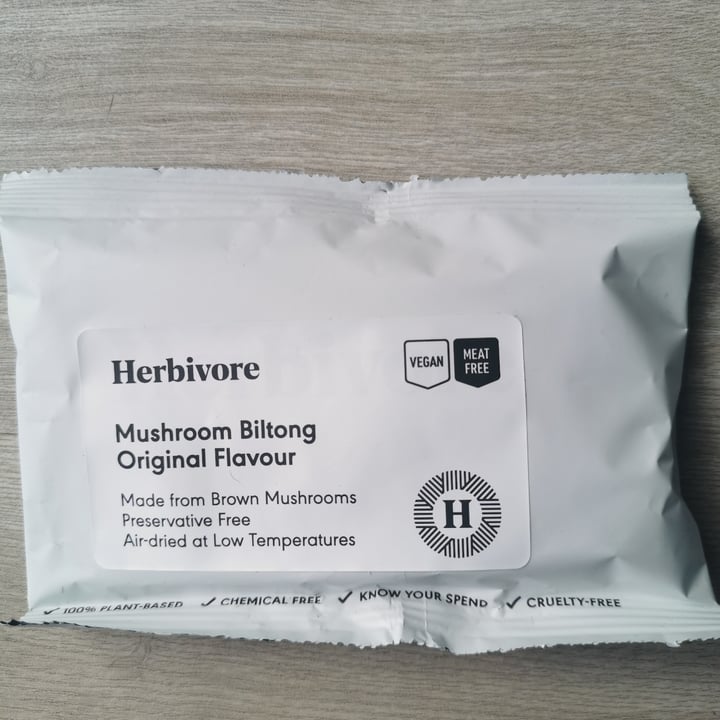 Herbivore
VEGAN
MEAT
FREE
Mushroom Biltong
Original Flavour
Made from Brown Mushrooms
Preservative Free
Air-dried at Low Temperatures
H
✓ 100% PLANT-BASED ✓ CHEMICAL FREE ✓ KNOW YOUR SPEND ✓ CRUELTY-FREE